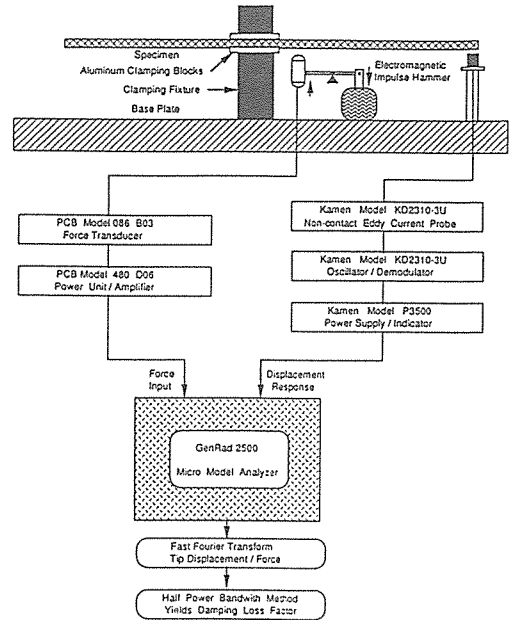 Specimen
Aluminum Clamping Blocks
Clamping Fixture
Base Plate
Electromagnetic
Impulse Hammer
PCB Model 086 B03
Force Transducer
PCB Model 480 D06
Power Unit / Amplifier
Kamen Model KD2310-3U
Non-contact Eddy Current Probe
Kamen Model KD2310-3U
Oscillator / Demodulator
Kamen Model P3500
Power Supply / Indicator
Force
Input
Displacement
Response
GenRad 2500
Micro Model Analyzer
Fast Fourier Transform
Tip Displacement / Force
Half Power Bandwith Method
Yields Damping Loss Factor